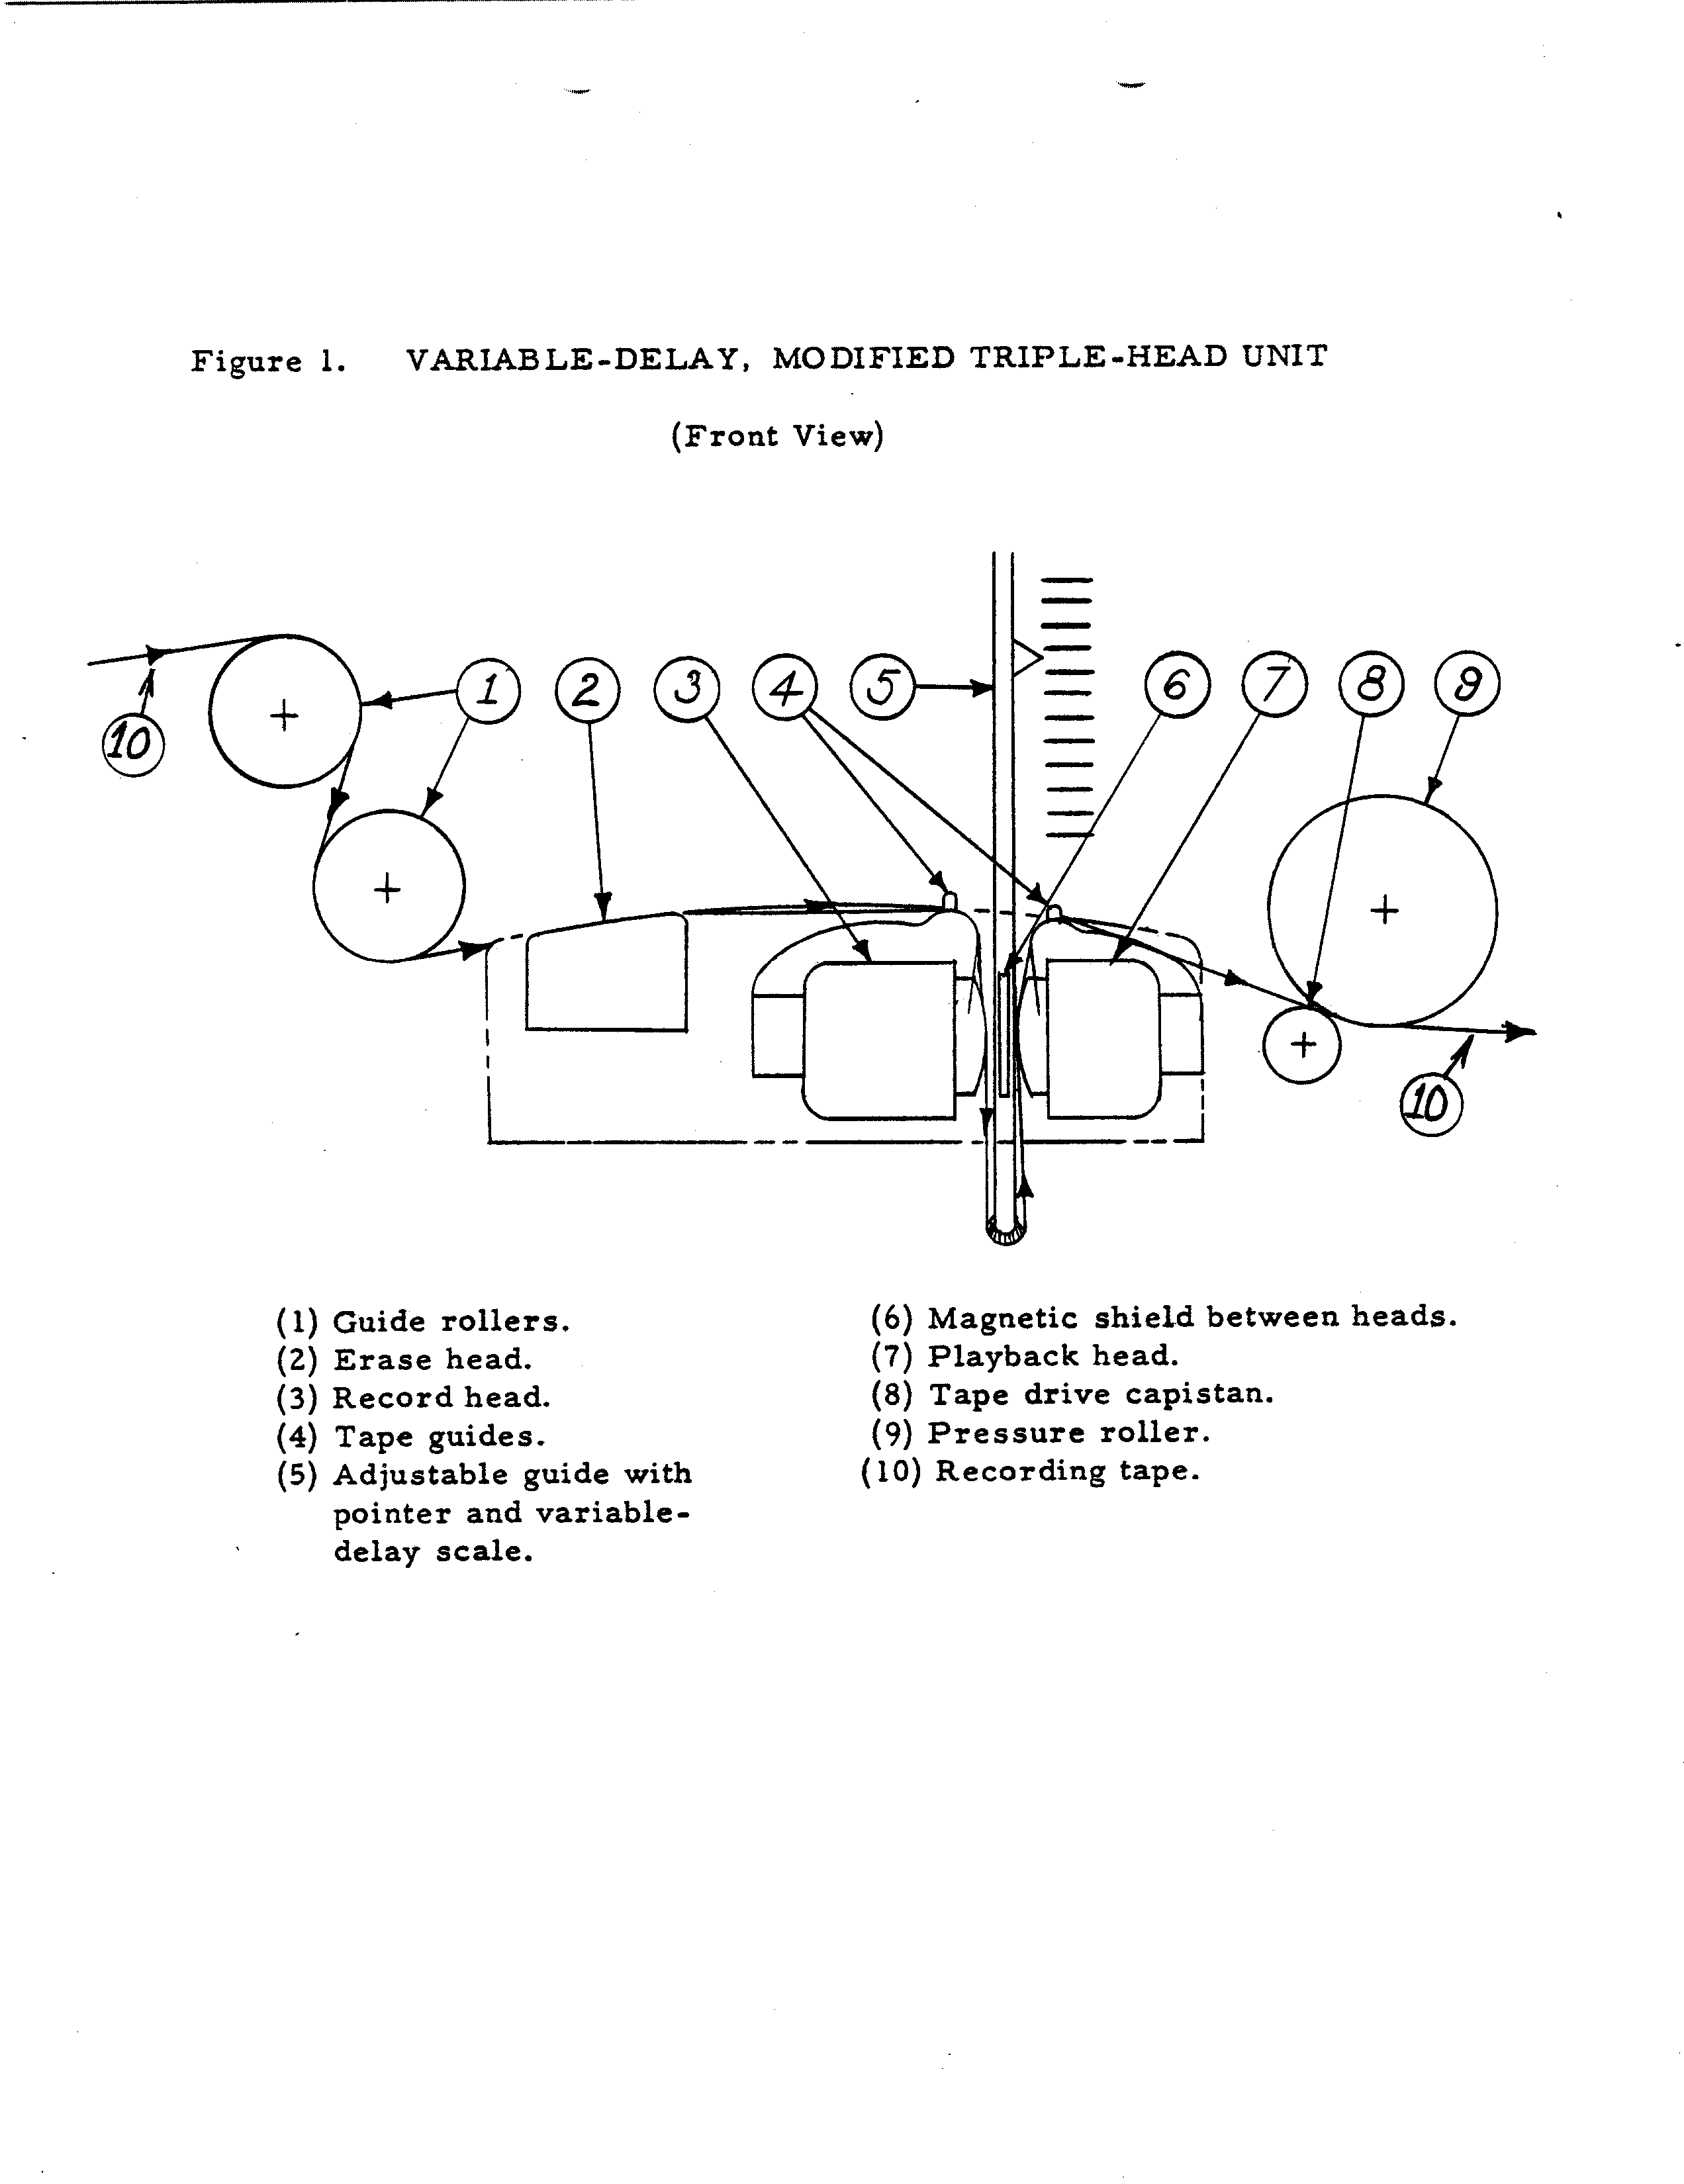 Figure 1. VARIABLE-DELAY, MODIFIED TRIPLE-HEAD UNIT
(Front View)
1 2 3 4 5 6 7 8 9
10
10
(1) Guide rollers.
(2) Erase head.
(3) Record head.
(4) Tape guides.
(5) Adjustable guide with
pointer and variable-
delay scale.
(6) Magnetic shield between heads.
(7) Playback head.
(8) Tape drive capistan.
(9) Pressure roller.
(10) Recording tape.